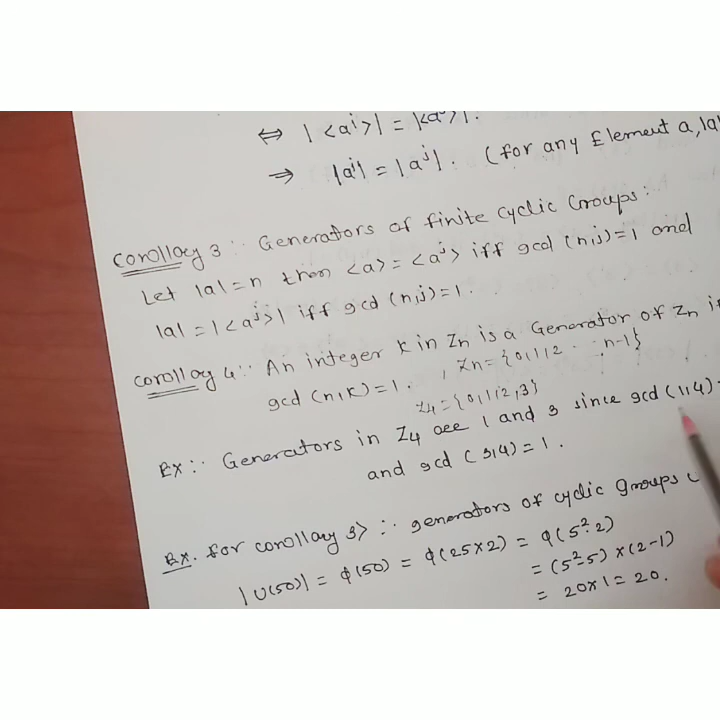 ⇔ |<aⁱ>| = |<aʲ>|.
⇒ |aⁱ| = |aʲ|. (for any Element a, |a|
Corollary 3 :- Generators of finite cyclic Groups:
Let |a| = n then <a> = <aʲ> iff gcd (n,j) = 1 and
|a| = |<aʲ>| iff gcd (n,j) = 1.
Corollary 4 :- An integer K in Zn is a Generator of Zn if
gcd (n,K) = 1. , Zn = {0,1,2 ... n-1}
Z4 = {0,1,2,3}
Ex :- Generators in Z4 are 1 and 3 since gcd (1,4) =
and gcd (3,4) = 1.
Ex. for corollary 3> :- generators of cyclic groups
|U(50)| = φ(50) = φ(25×2) = φ(5²·2)
= (5²-5) × (2-1)
= 20×1 = 20.